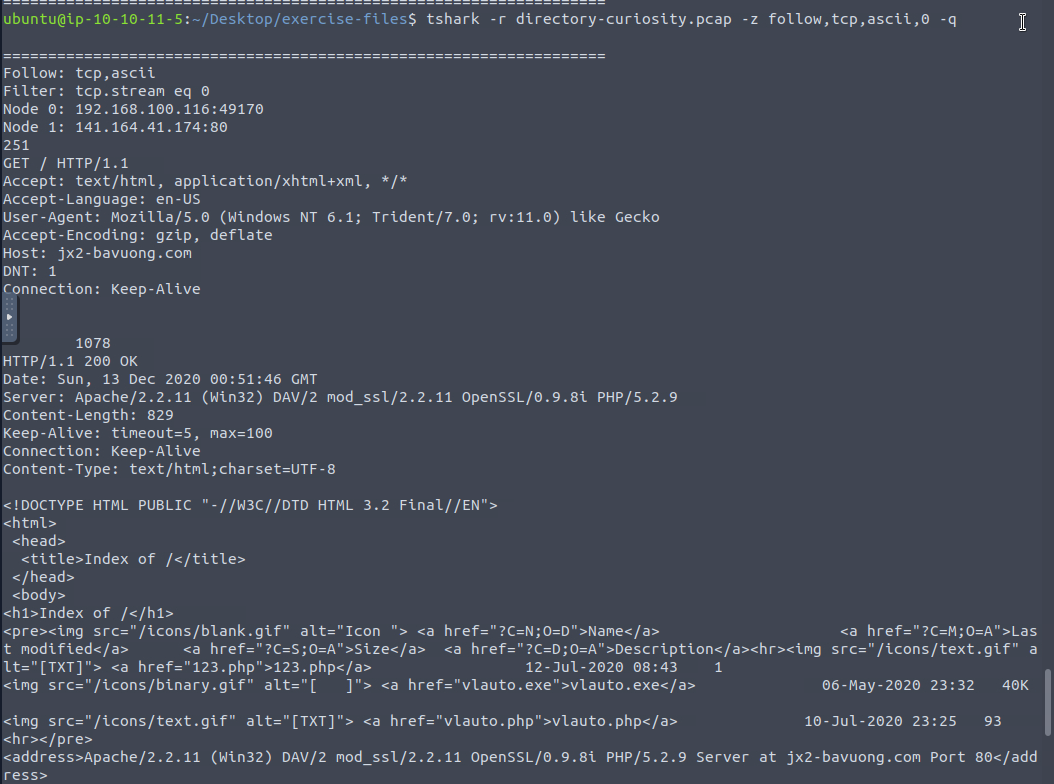 ================================================================
ubuntu@ip-10-10-11-5:~/Desktop/exercise-files$ tshark -r directory-curiosity.pcap -z follow,tcp,ascii,0 -q
===================================================================
Follow: tcp,ascii
Filter: tcp.stream eq 0
Node 0: 192.168.100.116:49170
Node 1: 141.164.41.174:80
251
GET / HTTP/1.1
Accept: text/html, application/xhtml+xml, */*
Accept-Language: en-US
User-Agent: Mozilla/5.0 (Windows NT 6.1; Trident/7.0; rv:11.0) like Gecko
Accept-Encoding: gzip, deflate
Host: jx2-bavuong.com
DNT: 1
Connection: Keep-Alive
1078
HTTP/1.1 200 OK
Date: Sun, 13 Dec 2020 00:51:46 GMT
Server: Apache/2.2.11 (Win32) DAV/2 mod_ssl/2.2.11 OpenSSL/0.9.8i PHP/5.2.9
Content-Length: 829
Keep-Alive: timeout=5, max=100
Connection: Keep-Alive
Content-Type: text/html;charset=UTF-8
<!DOCTYPE HTML PUBLIC "-//W3C//DTD HTML 3.2 Final//EN">
<html>
 <head>
  <title>Index of /</title>
 </head>
 <body>
<h1>Index of /</h1>
<pre><img src="/icons/blank.gif" alt="Icon "> <a href="?C=N;O=D">Name</a>                    <a href="?C=M;O=A">Las
t modified</a>      <a href="?C=S;O=A">Size</a>  <a href="?C=D;O=A">Description</a><hr><img src="/icons/text.gif" a
lt="[TXT]"> <a href="123.php">123.php</a>                 12-Jul-2020 08:43    1
<img src="/icons/binary.gif" alt="[   ]"> <a href="vlauto.exe">vlauto.exe</a>              06-May-2020 23:32   40K
<img src="/icons/text.gif" alt="[TXT]"> <a href="vlauto.php">vlauto.php</a>              10-Jul-2020 23:25   93
<hr></pre>
<address>Apache/2.2.11 (Win32) DAV/2 mod_ssl/2.2.11 OpenSSL/0.9.8i PHP/5.2.9 Server at jx2-bavuong.com Port 80</add
ress>